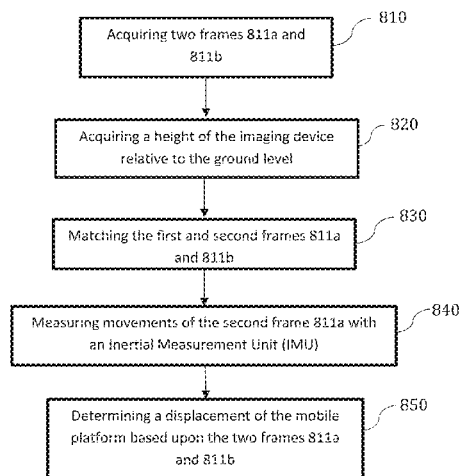 Acquiring two frames 811a and
811b
810
Acquiring a height of the imaging device
relative to the ground level
820
Matching the first and second frames 811a
and 811b
830
Measuring movements of the second frame 811a with
an Inertial Measurement Unit (IMU)
840
Determining a displacement of the mobile
platform based upon the two frames 811a
and 811b
850